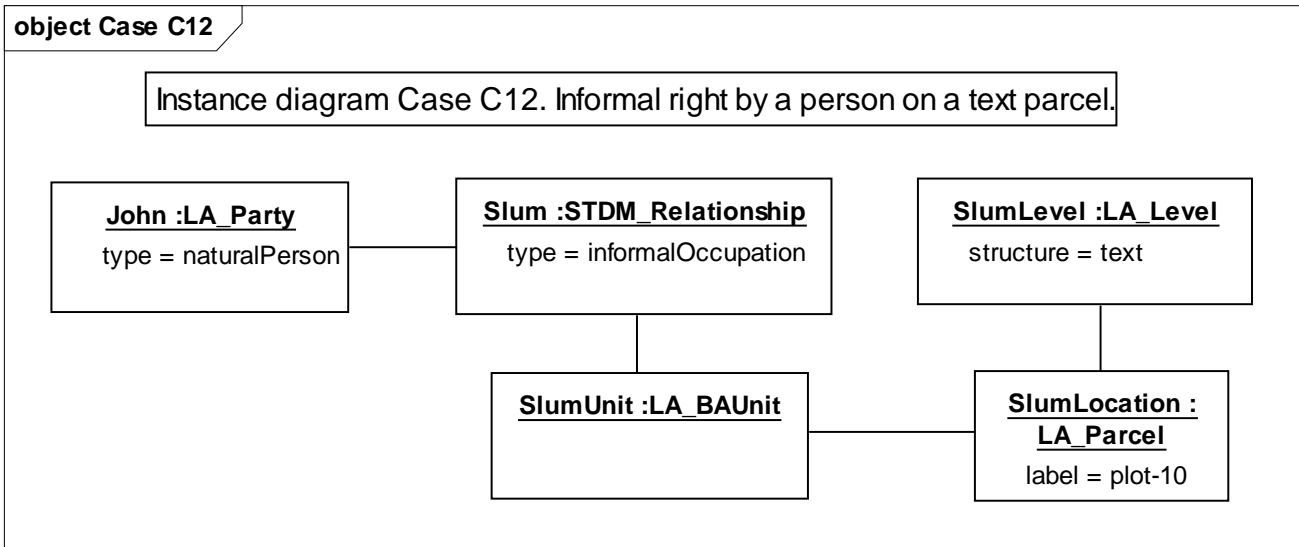 object Case C12
Instance diagram Case C12. Informal right by a person on a text parcel.
John :LA_Party
type = naturalPerson
Slum :STDM_Relationship
type = informalOccupation
SlumLevel :LA_Level
structure = text
SlumUnit :LA_BAUnit
SlumLocation :
LA_Parcel
label = plot-10